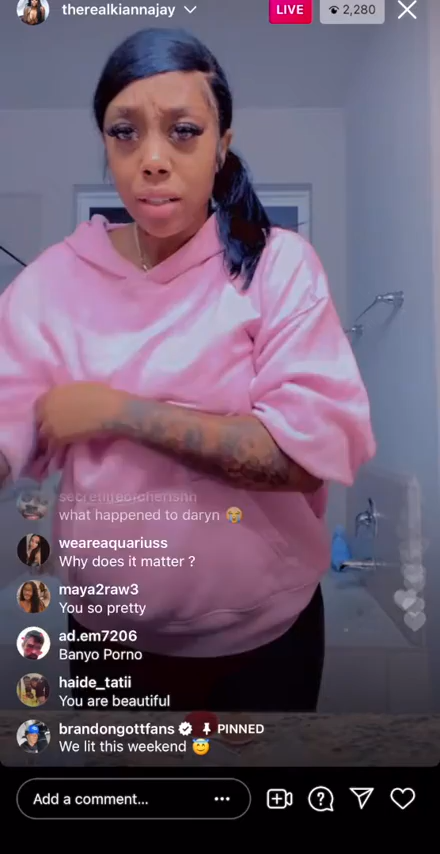 therealkiannajay
LIVE
2,280
secretlifeofcherishh
what happened to daryn 😭
weareaquariuss
Why does it matter ?
maya2raw3
You so pretty
ad.em7206
Banyo Porno
haide_tatii
You are beautiful
brandongottfans PINNED
We lit this weekend 😇
Add a comment...